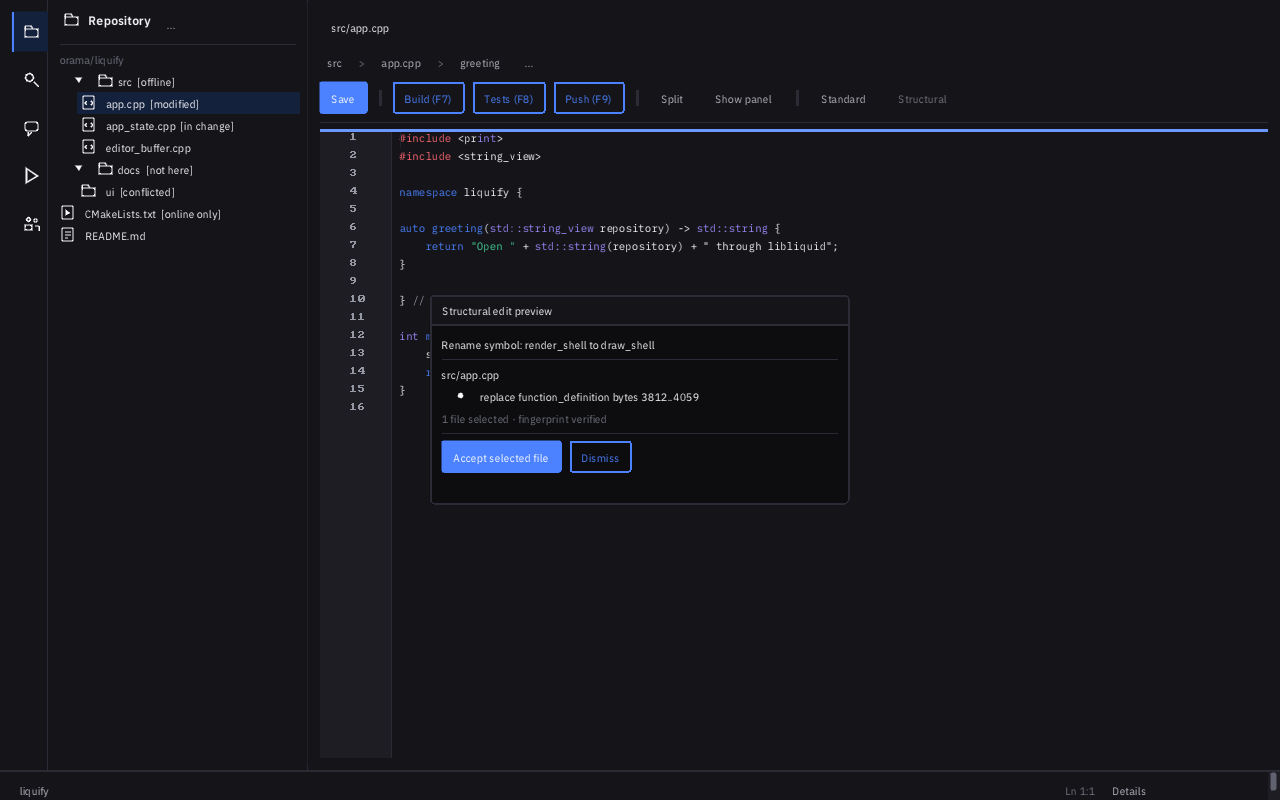 Repository ...
orama/liquify
src [offline]
app.cpp [modified]
app_state.cpp [in change]
editor_buffer.cpp
docs [not here]
ui [conflicted]
CMakeLists.txt [online only]
README.md
src/app.cpp
src > app.cpp > greeting ...
Save Build (F7) Tests (F8) Push (F9) Split Show panel Standard Structural
1 #include <print>
2 #include <string_view>
3
4 namespace liquify {
5
6 auto greeting(std::string_view repository) -> std::string {
7 return "Open " + std::string(repository) + " through libliquid";
8 }
9
10 } //
11
12 int
13 s
14
15 }
16
Structural edit preview
Rename symbol: render_shell to draw_shell
src/app.cpp
replace function_definition bytes 3812..4059
1 file selected · fingerprint verified
Accept selected file Dismiss
liquify Ln 1:1 Details